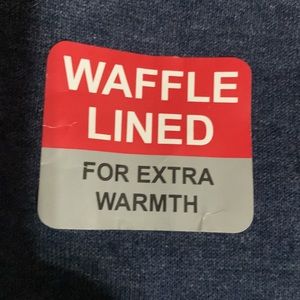 WAFFLE
LINED
FOR EXTRA
WARMTH